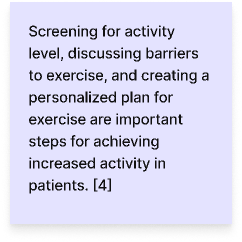 Screening for activity
level, discussing barriers
to exercise, and creating a
personalized plan for
exercise are important
steps for achieving
increased activity in
patients. [4]